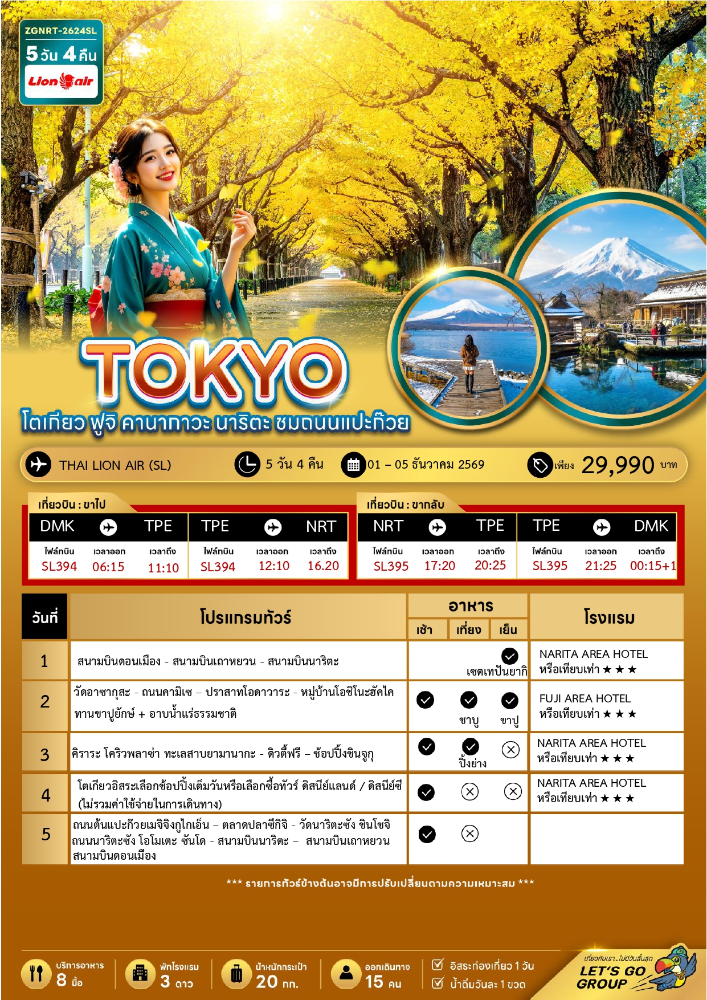 ZGNRT-2624SL
5 วัน 4 คืน
Lion air
TOKYO
โตเกียว ฟูจิ คานากาวะ นาริตะ ชมถนนแปะก๊วย
THAI LION AIR (SL) 5 วัน 4 คืน 01 – 05 ธันวาคม 2569 เพียง 29,990 บาท
เที่ยวบิน : ขาไป
DMK TPE TPE NRT
ไฟล์ทบิน เวลาออก เวลาถึง ไฟล์ทบิน เวลาออก เวลาถึง
SL394 06:15 11:10 SL394 12:10 16.20
เที่ยวบิน : ขากลับ
NRT TPE TPE DMK
ไฟล์ทบิน เวลาออก เวลาถึง ไฟล์ทบิน เวลาออก เวลาถึง
SL395 17:20 20:25 SL395 21:25 00:15+1
วันที่ โปรแกรมทัวร์ อาหาร โรงแรม
เช้า เที่ยง เย็น
1 สนามบินดอนเมือง - สนามบินเถาหยวน - สนามบินนาริตะ
เซตเทปันยากิ
NARITA AREA HOTEL
หรือเทียบเท่า ★ ★ ★
2 วัดอาซากุสะ - ถนนคามิเซ – ปราสาทโอดาวาระ - หมู่บ้านโอชิโนะฮัคไค
ทานขาปูยักษ์ + อาบน้ำแร่ธรรมชาติ
ชาบู ขาปู
FUJI AREA HOTEL
หรือเทียบเท่า ★ ★ ★
3 คิราระ โคริวพลาซ่า ทะเลสาบยามานากะ - ดิวตี้ฟรี – ช้อปปิ้งชินจูกุ
ปิ้งย่าง
NARITA AREA HOTEL
หรือเทียบเท่า ★ ★ ★
4 โตเกียวอิสระเลือกช้อปปิ้งเต็มวันหรือเลือกซื้อทัวร์ ดิสนีย์แลนด์ / ดิสนีย์ซี
(ไม่รวมค่าใช้จ่ายในการเดินทาง)
NARITA AREA HOTEL
หรือเทียบเท่า ★ ★ ★
5 ถนนต้นแปะก๊วยเมจิจิงกูไกเอ็น – ตลาดปลาซึกิจิ - วัดนาริตะซัง ชินโชจิ
ถนนนาริตะซัง โอโมเตะ ซันโด - สนามบินนาริตะ – สนามบินเถาหยวน
สนามบินดอนเมือง
*** รายการทัวร์ข้างต้นอาจมีการปรับเปลี่ยนตามความเหมาะสม ***
บริการอาหาร
8 มื้อ
พักโรงแรม
3 ดาว
น้ำหนักกระเป๋า
20 กก.
ออกเดินทาง
15 คน
อิสระท่องเที่ยว 1 วัน
น้ำดื่มวันละ 1 ขวด
เที่ยวกับเรา...ไม่มีวันสิ้นสุด
LET'S GO
GROUP